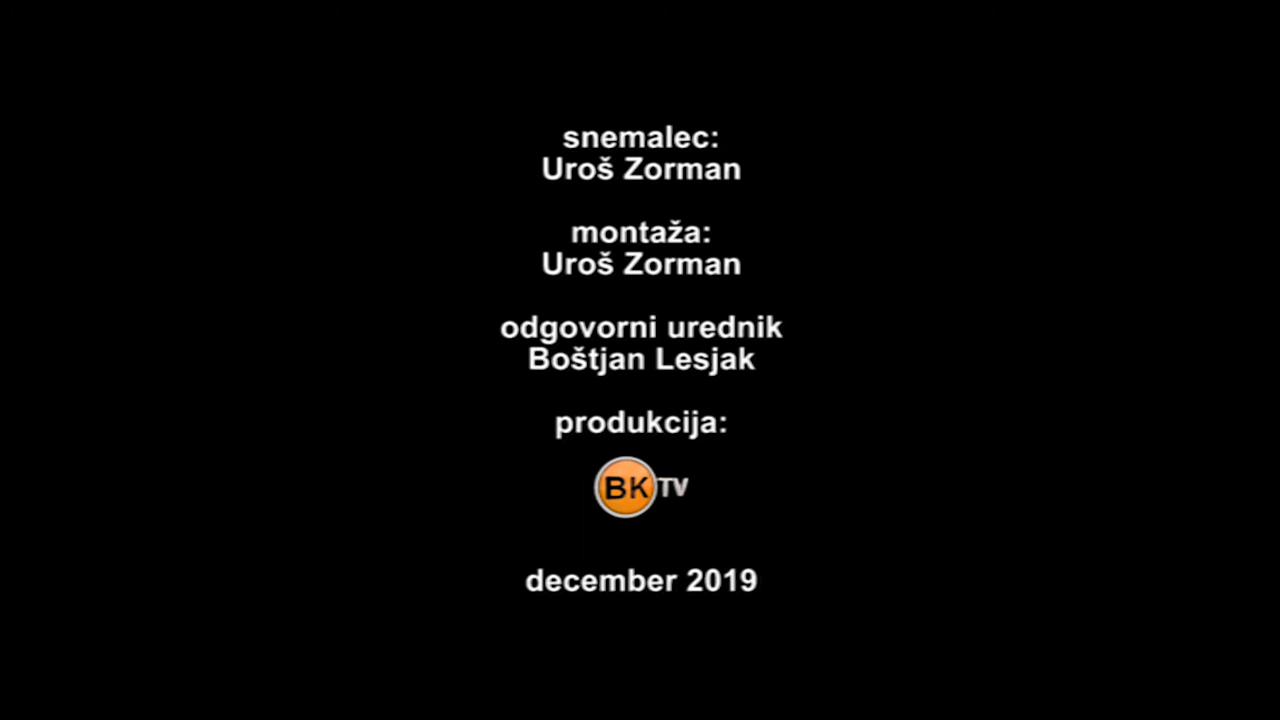 snemalec:
Uroš Zorman
montaža:
Uroš Zorman
odgovorni urednik
Boštjan Lesjak
produkcija:
BK TV
december 2019